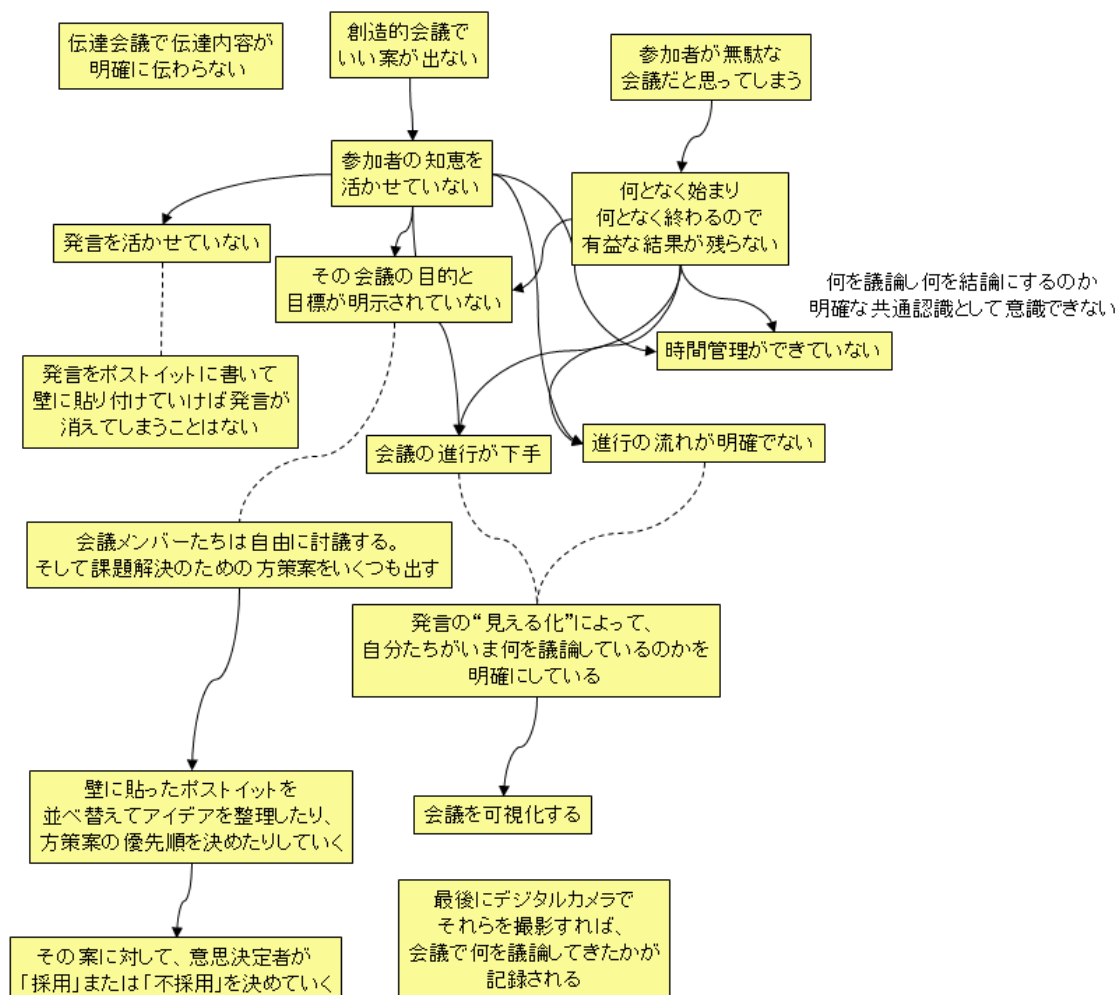 伝達会議で伝達内容が
明確に伝わらない
創造的会議で
いい案が出ない
参加者が無駄な
会議だと思ってしまう
参加者の知恵を
活かせていない
何となく始まり
何となく終わるので
有益な結果が残らない
発言を活かせていない
その会議の目的と
目標が明示されていない
何を議論し何を結論にするのか
明確な共通認識として意識できない
時間管理ができていない
発言をポストイットに書いて
壁に貼り付けていけば発言が
消えてしまうことはない
会議の進行が下手
進行の流れが明確でない
会議メンバーたちは自由に討議する。
そして課題解決のための方策案をいくつも出す
発言の“見える化”によって、
自分たちがいま何を議論しているのかを
明確にしている
壁に貼ったポストイットを
並べ替えてアイデアを整理したり、
方策案の優先順を決めたりしていく
会議を可視化する
最後にデジタルカメラで
それらを撮影すれば、
会議で何を議論してきたかが
記録される
その案に対して、意思決定者が
「採用」または「不採用」を決めていく